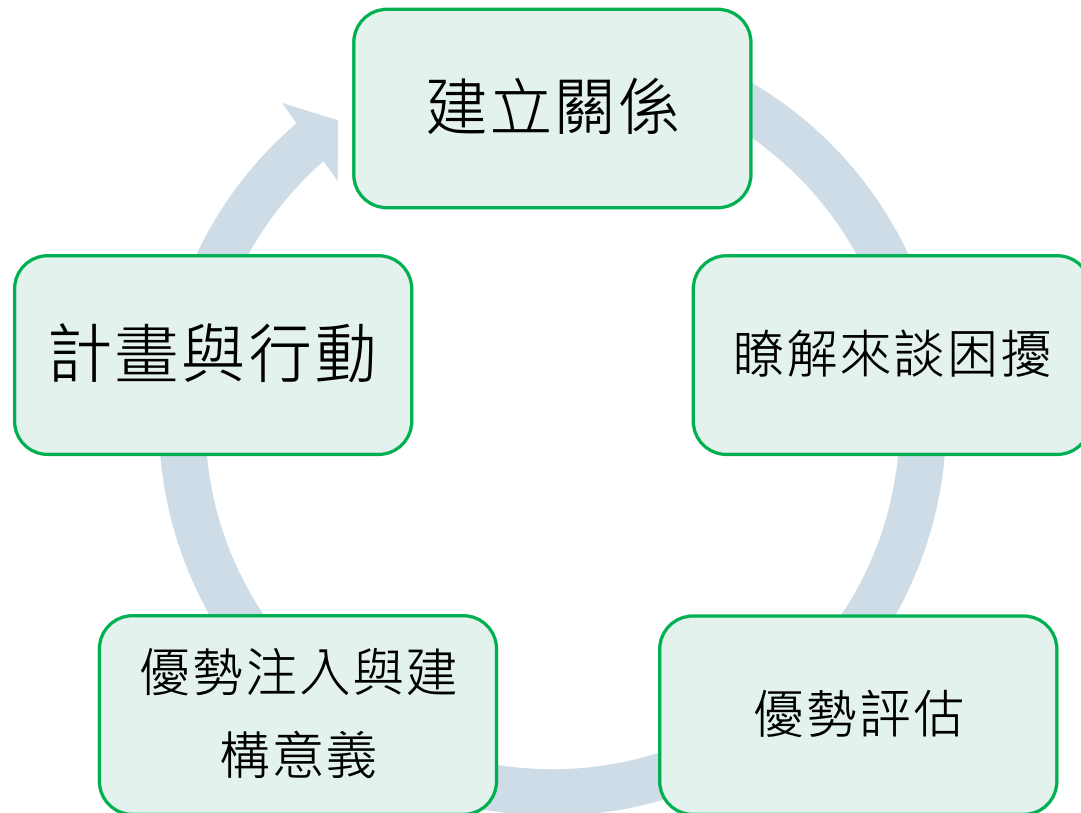 建立關係
瞭解來談困擾
優勢評估
優勢注入與建
構意義
計畫與行動